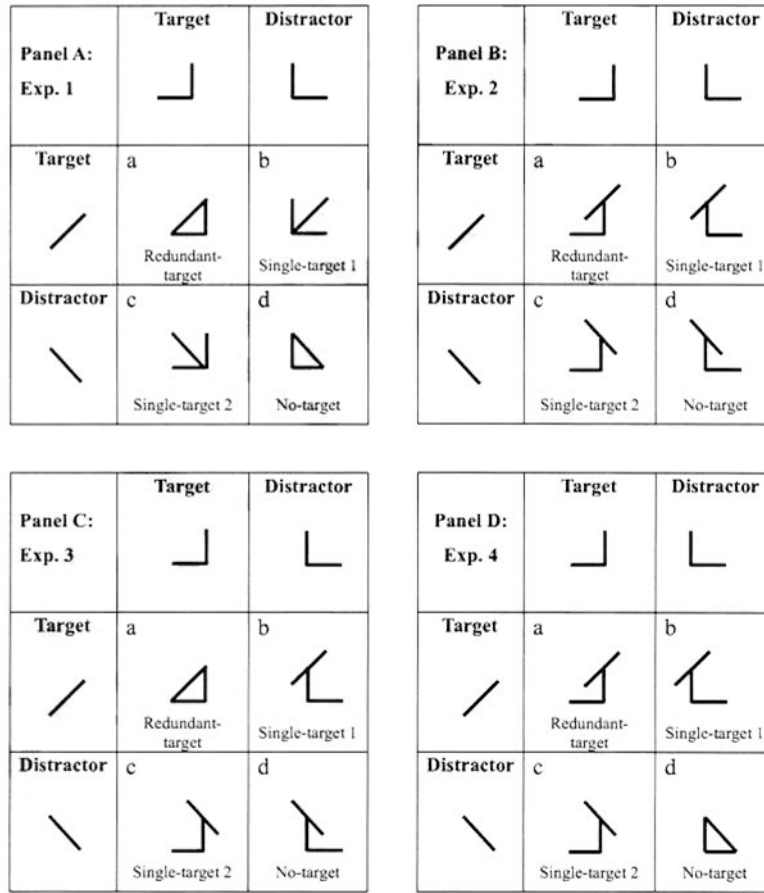 Target Distractor
Panel A:
Exp. 1
Target a b
Redundant-
target
Single-target 1
Distractor c d
Single-target 2 No-target
Target Distractor
Panel B:
Exp. 2
Target a b
Redundant-
target
Single-target 1
Distractor c d
Single-target 2 No-target
Target Distractor
Panel C:
Exp. 3
Target a b
Redundant-
target
Single-target 1
Distractor c d
Single-target 2 No-target
Target Distractor
Panel D:
Exp. 4
Target a b
Redundant-
target
Single-target 1
Distractor c d
Single-target 2 No-target